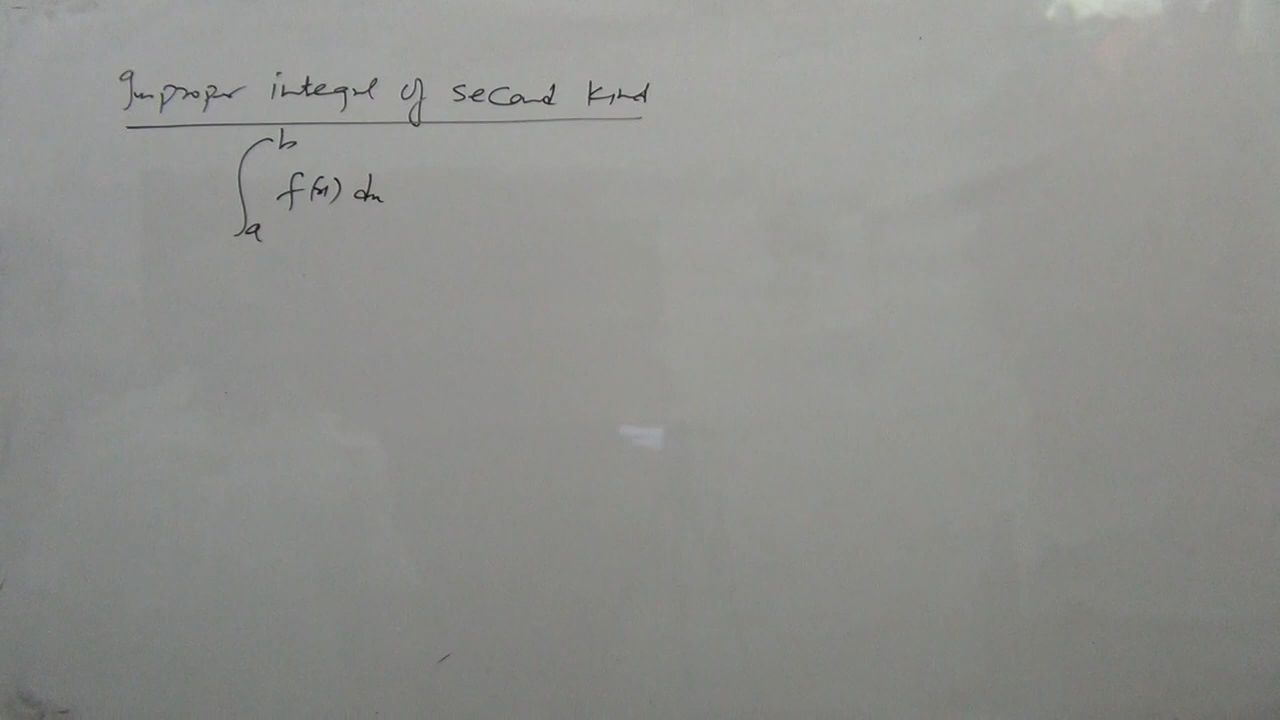 Improper integral of second kind
∫_a^b f(x) dx